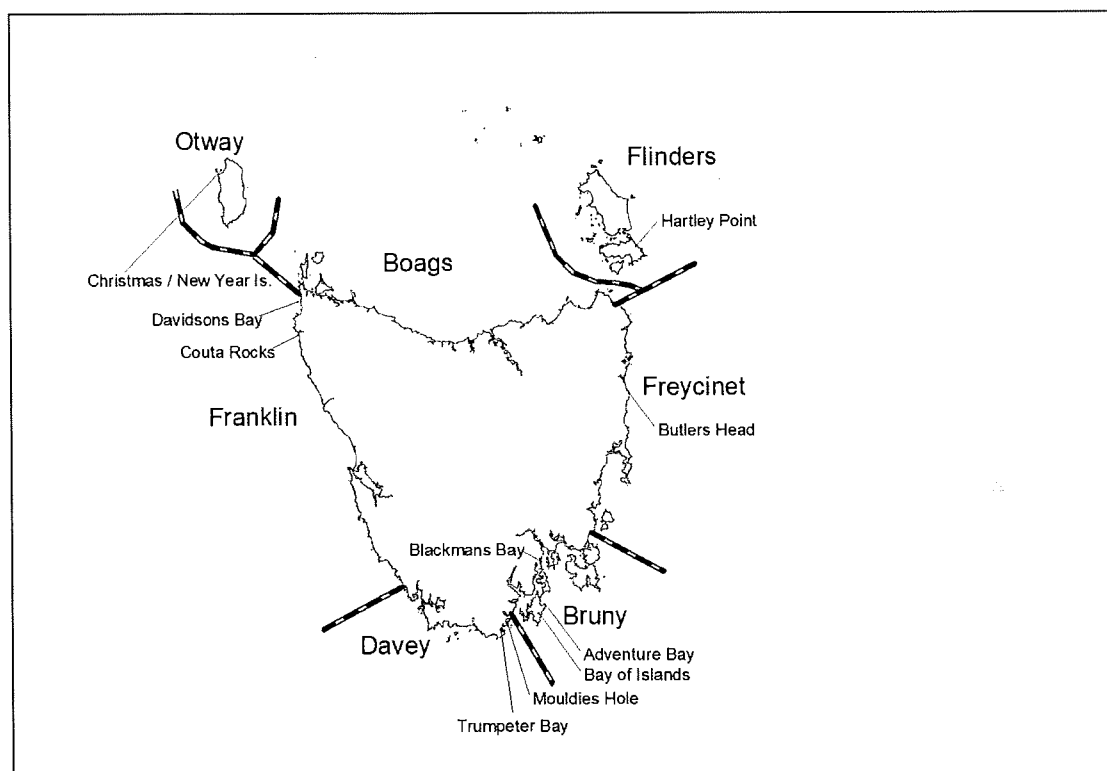 Otway
Flinders
Hartley Point
Boags
Christmas / New Year Is.
Davidsons Bay
Couta Rocks
Freycinet
Franklin
Butlers Head
Blackmans Bay
Bruny
Davey
Adventure Bay
Bay of Islands
Mouldies Hole
Trumpeter Bay